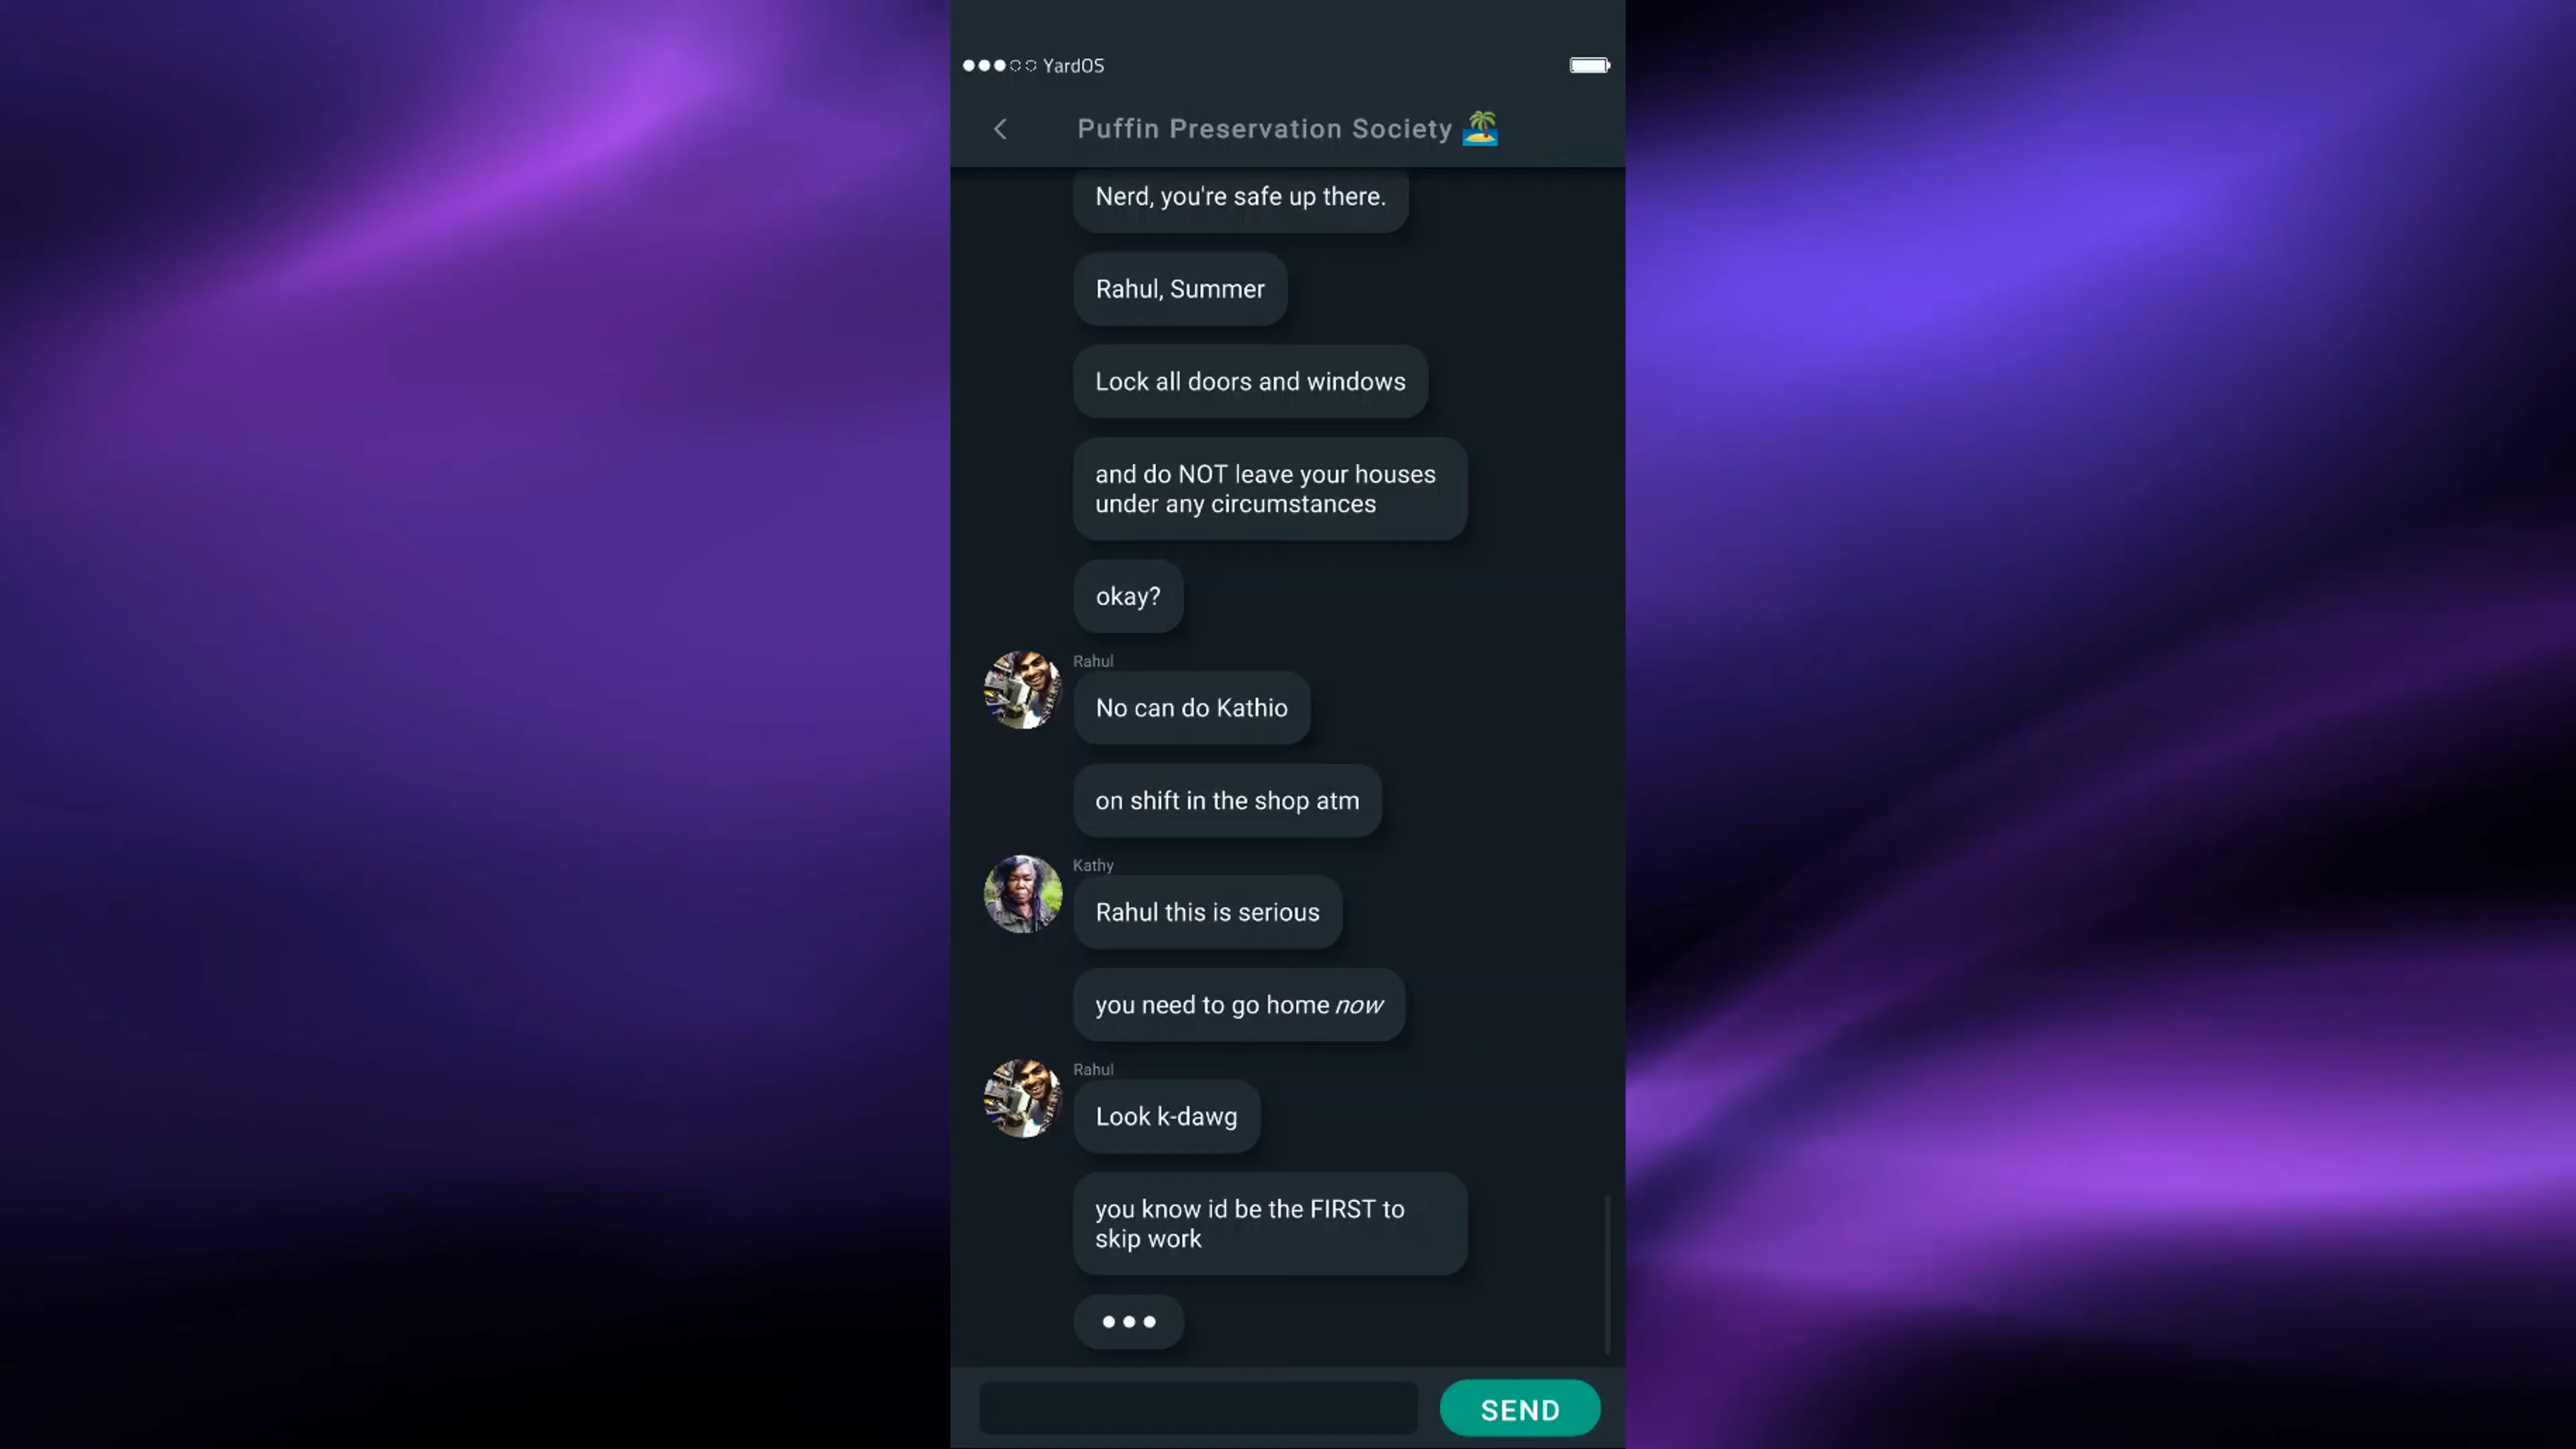 YardOS
Puffin Preservation Society 🏝️
Nerd, you're safe up there.
Rahul, Summer
Lock all doors and windows
and do NOT leave your houses
under any circumstances
okay?
Rahul
No can do Kathio
on shift in the shop atm
Kathy
Rahul this is serious
you need to go home now
Rahul
Look k-dawg
you know id be the FIRST to
skip work
SEND